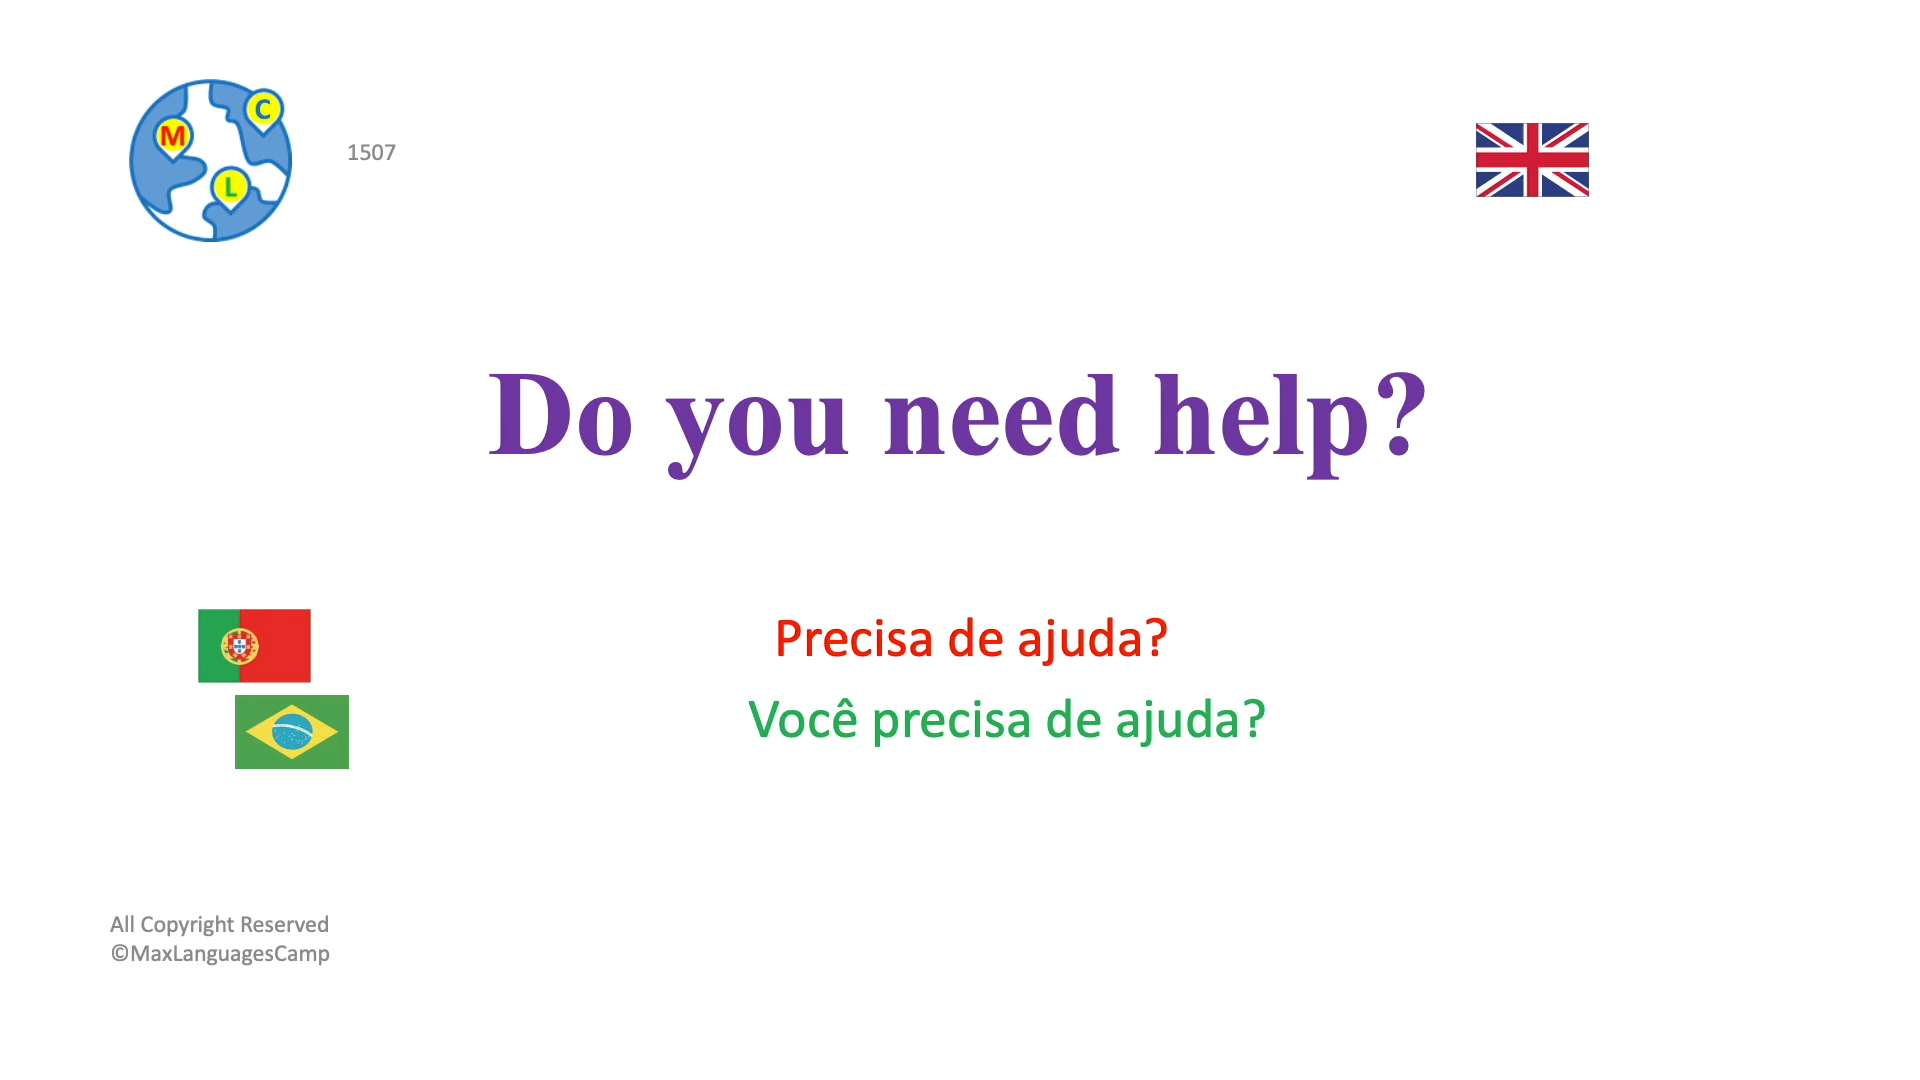 M
C
L
1507
Do you need help?
Precisa de ajuda?
Você precisa de ajuda?
All Copyright Reserved
©MaxLanguagesCamp